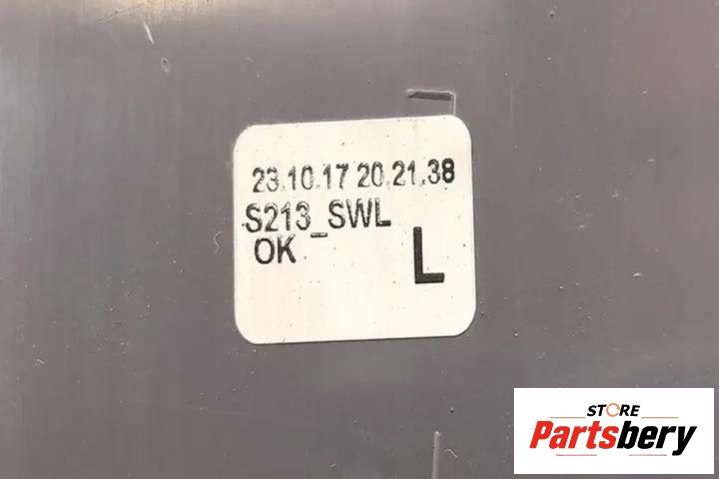 23.10.17 20.21.38
S213_SWL
OK
L
STORE
Partsbery